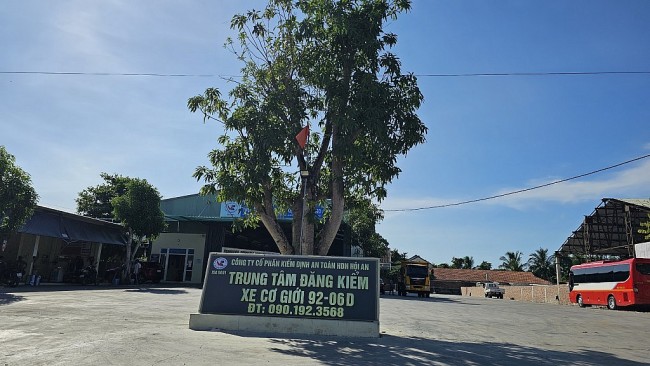 CÔNG TY CỔ PHẦN KIỂM ĐỊNH AN TOÀN HDH HỘI AN
TRUNG TÂM ĐĂNG KIỂM
XE CƠ GIỚI 92-06D
ĐT: 090.192.3568